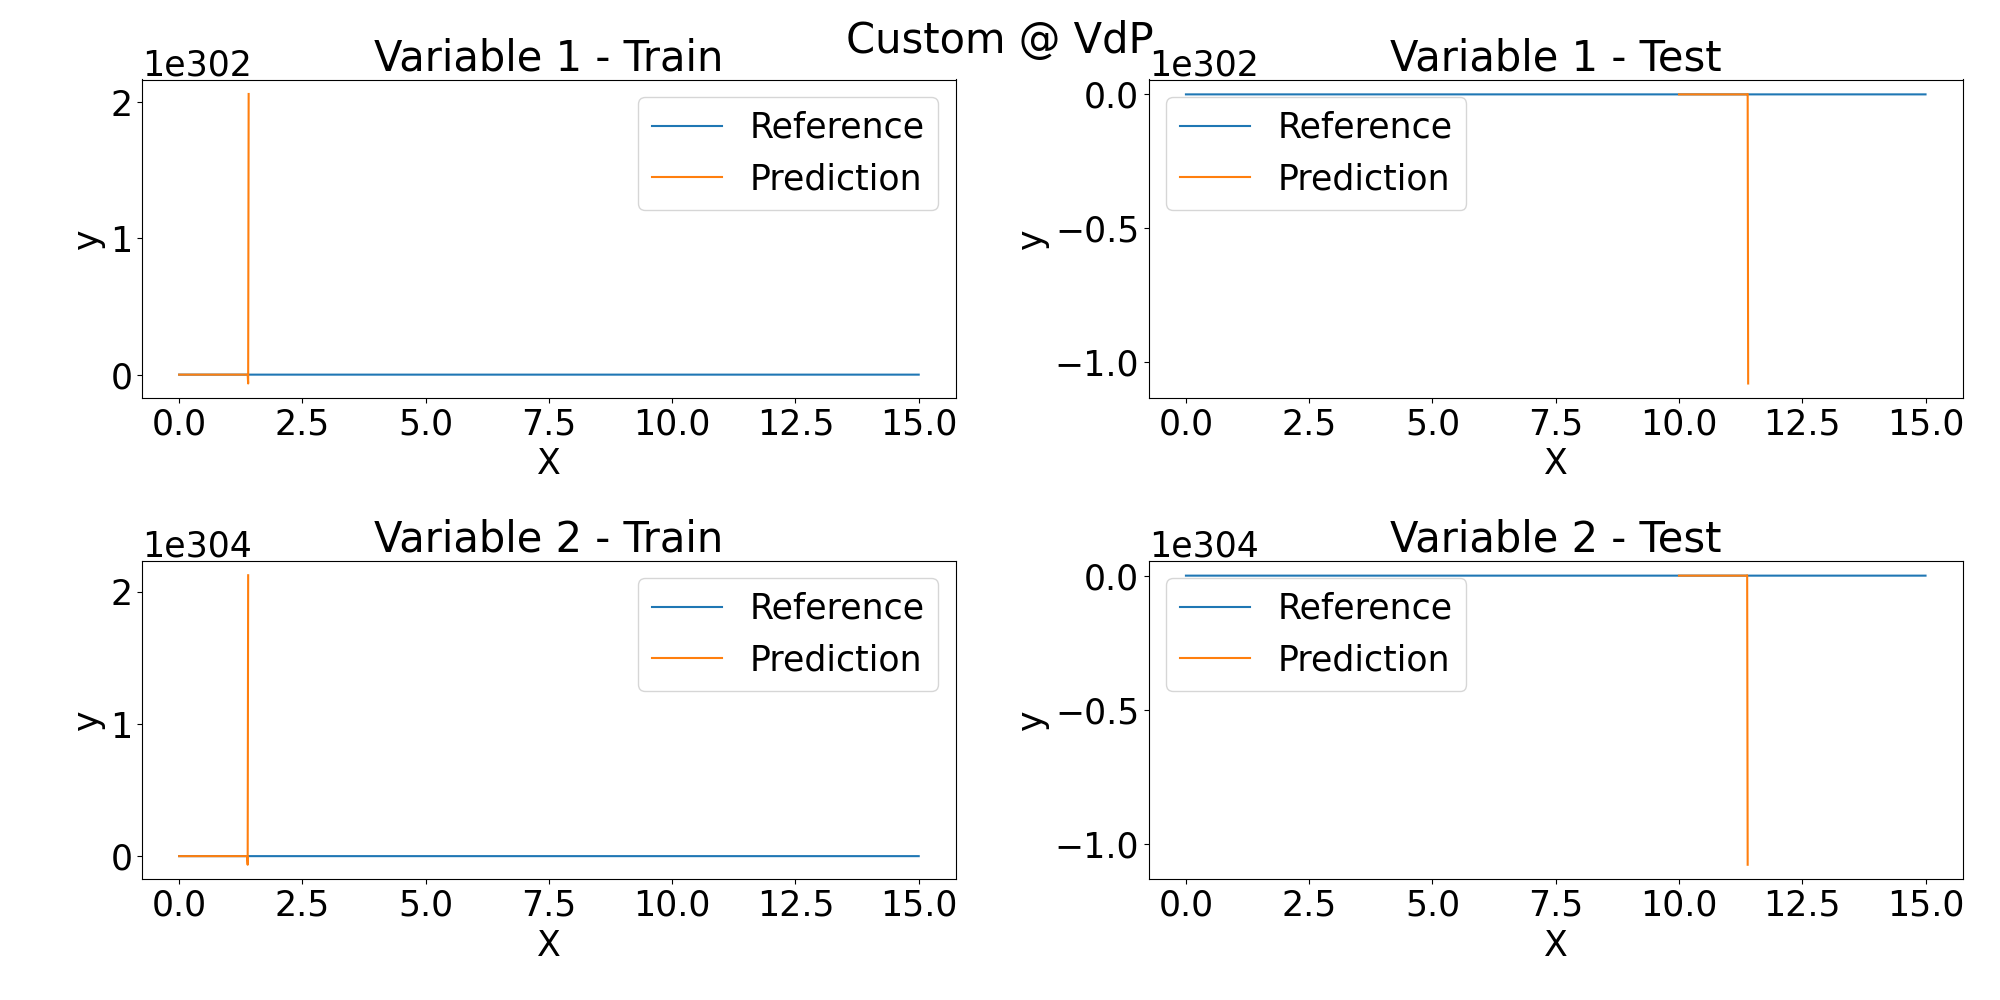 Custom @ VdP
Variable 1 - Train
1e302
2
1
0
y
0.0 2.5 5.0 7.5 10.0 12.5 15.0
X
Reference
Prediction
Variable 1 - Test
1e302
0.0
−0.5
−1.0
y
0.0 2.5 5.0 7.5 10.0 12.5 15.0
X
Reference
Prediction
Variable 2 - Train
1e304
2
1
0
y
0.0 2.5 5.0 7.5 10.0 12.5 15.0
X
Reference
Prediction
Variable 2 - Test
1e304
0.0
−0.5
−1.0
y
0.0 2.5 5.0 7.5 10.0 12.5 15.0
X
Reference
Prediction